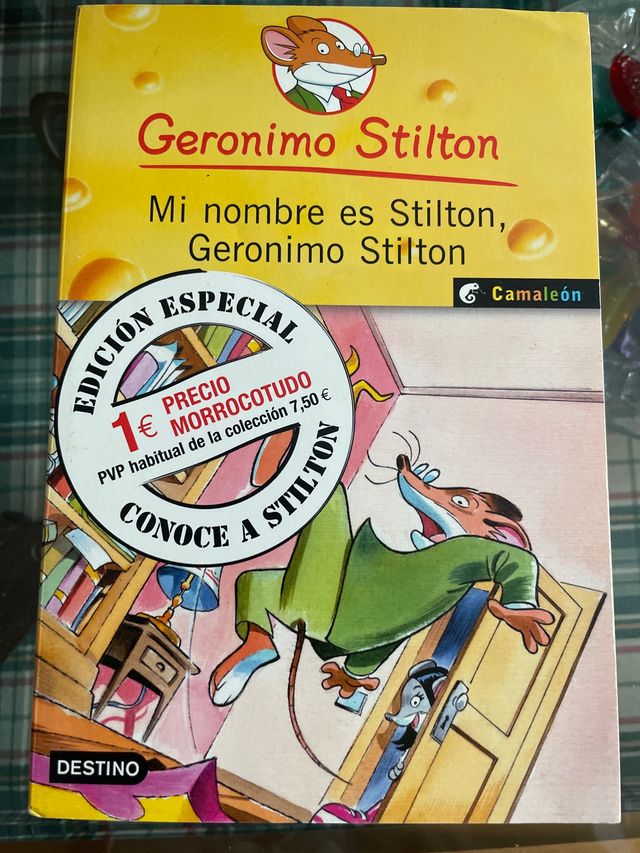 Geronimo Stilton
Mi nombre es Stilton,
Geronimo Stilton
Camaleón
EDICIÓN ESPECIAL
1€ PRECIO
MORROCOTUDO
PVP habitual de la colección 7,50 €
CONOCE A STILTON
DESTINO